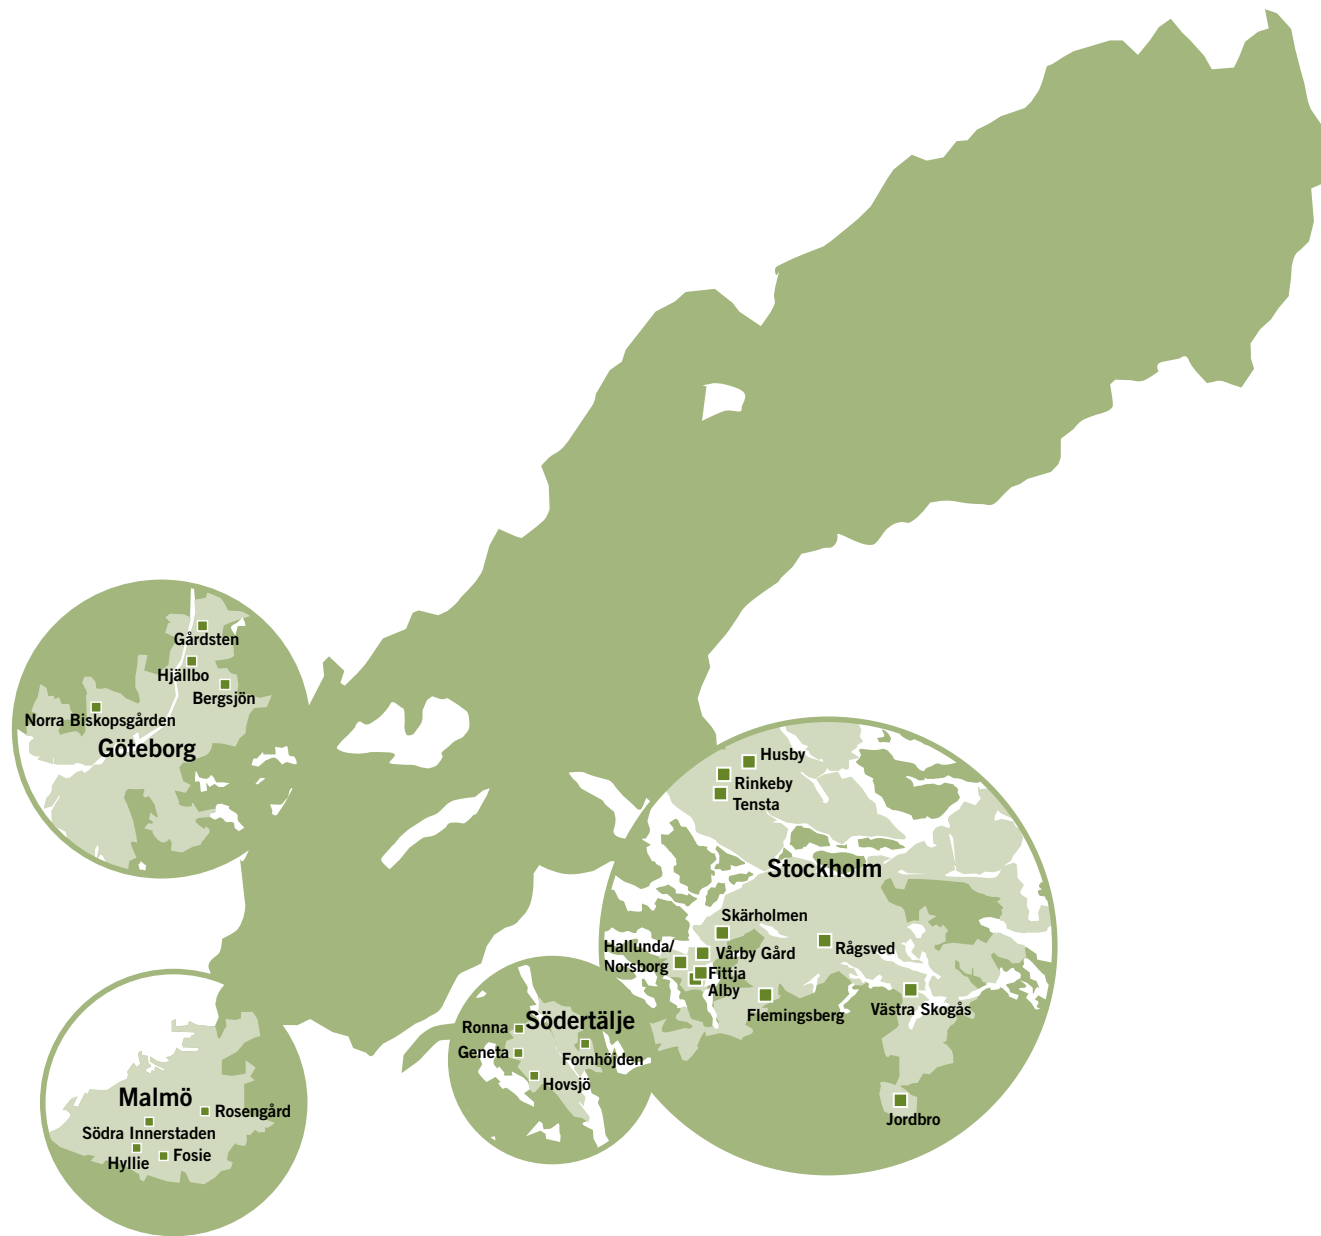 Gårdsten
Hjällbo
Bergsjön
Norra Biskopsgården
Göteborg
Husby
Rinkeby
Tensta
Stockholm
Skärholmen
Hallunda/
Norsborg
Vårby Gård
Rågsved
Fittja
Alby
Flemingsberg
Västra Skogås
Jordbro
Södertälje
Ronna
Geneta
Fornhöjden
Hovsjö
Malmö
Rosengård
Södra Innerstaden
Hyllie
Fosie